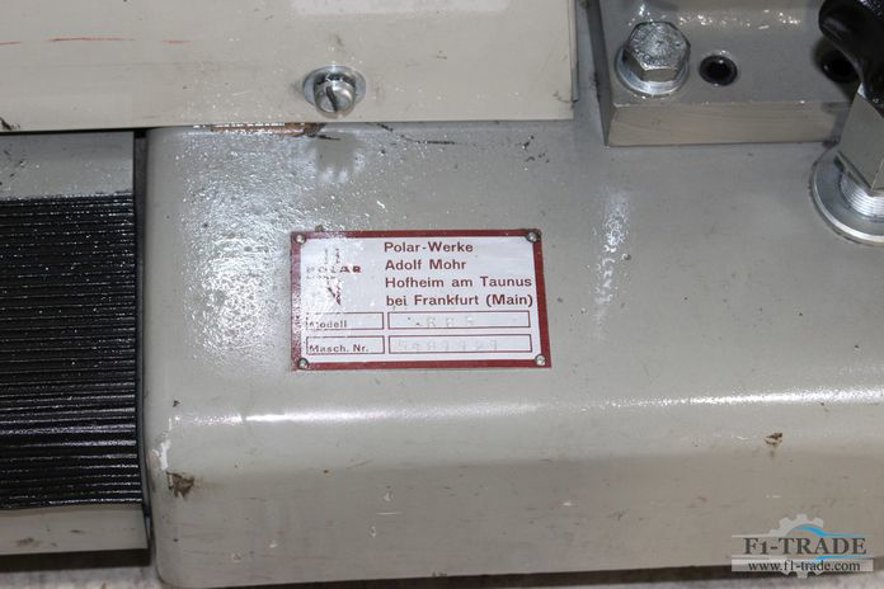 Polar-Werke
Adolf Mohr
Hofheim am Taunus
bei Frankfurt (Main)
POLAR
Modell
Masch. Nr.
F1-TRADE
www.f1-trade.com